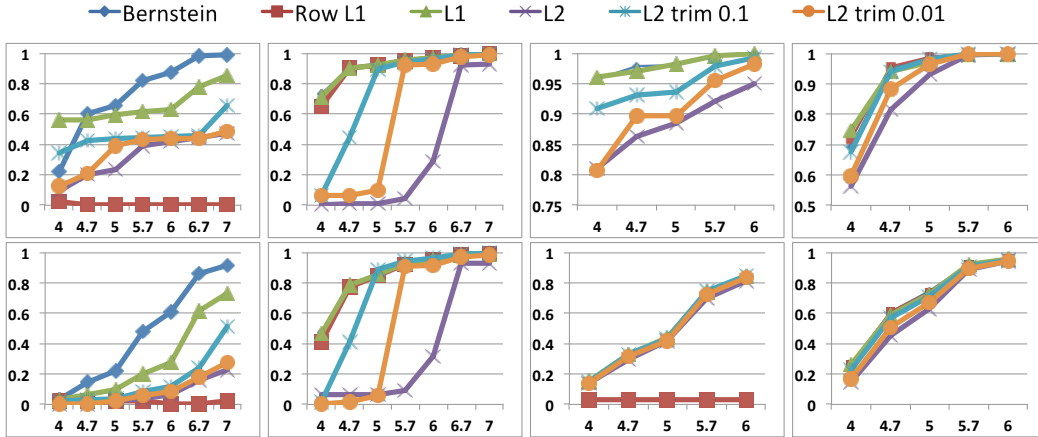 Bernstein Row L1 L1 L2 L2 trim 0.1 L2 trim 0.01
1 1 1 1
0.8 0.8 0.95 0.9
0.6 0.6 0.9 0.8
0.4 0.4 0.85 0.7
0.2 0.2 0.8 0.6
0 0 0.75 0.5
4 4.7 5 5.7 6 6.7 7 4 4.7 5 5.7 6 6.7 7 4 4.7 5 5.7 6 4 4.7 5 5.7 6
1 1 1 1
0.8 0.8 0.8 0.8
0.6 0.6 0.6 0.6
0.4 0.4 0.4 0.4
0.2 0.2 0.2 0.2
0 0 0 0
4 4.7 5 5.7 6 6.7 7 4 4.7 5 5.7 6 6.7 7 4 4.7 5 5.7 6 4 4.7 5 5.7 6